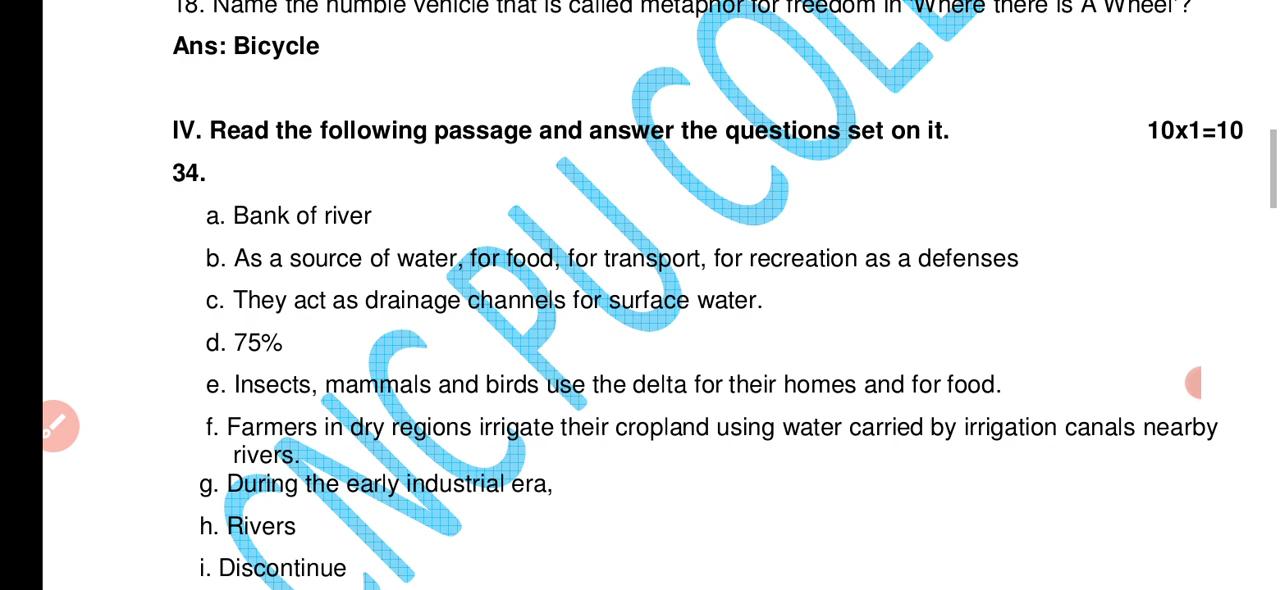 18. Name the humble vehicle that is called metaphor for freedom in 'Where there is A Wheel'?
Ans: Bicycle
IV. Read the following passage and answer the questions set on it. 10x1=10
34.
a. Bank of river
b. As a source of water, for food, for transport, for recreation as a defenses
c. They act as drainage channels for surface water.
d. 75%
e. Insects, mammals and birds use the delta for their homes and for food.
f. Farmers in dry regions irrigate their cropland using water carried by irrigation canals nearby
rivers.
g. During the early industrial era,
h. Rivers
i. Discontinue
CNC PU COL